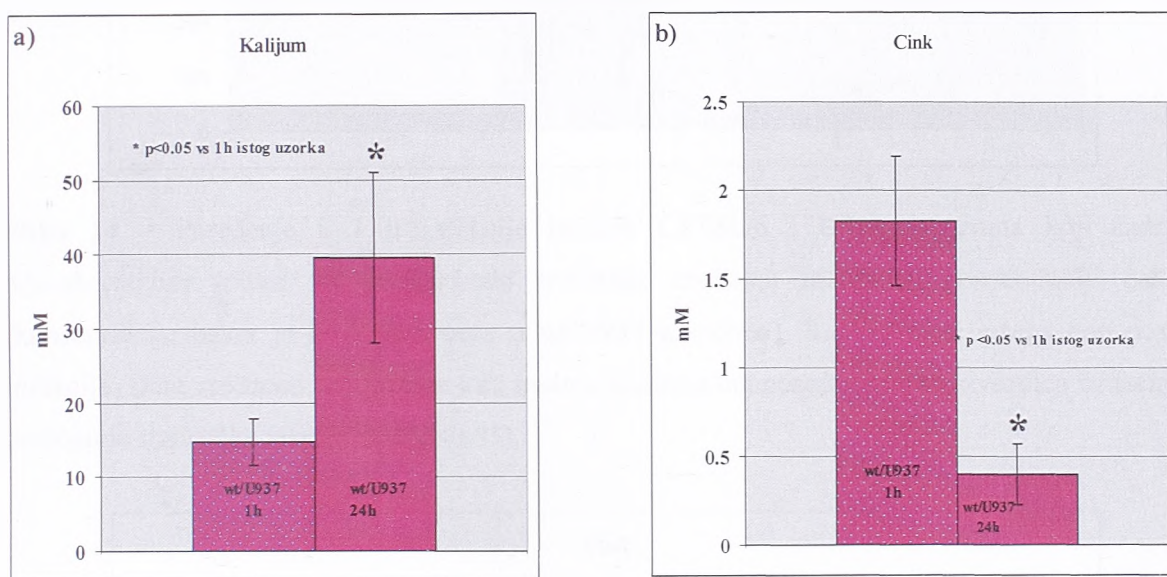 a)
Kalijum
60
50
40
30
20
10
0
mM
* p<0.05 vs 1h istog uzorka
*
wt/U937
1h
wt/U937
24h
b)
Cink
2.5
2
1.5
1
0.5
0
mM
* p<0.05 vs 1h istog uzorka
*
wt/U937
1h
wt/U937
24h